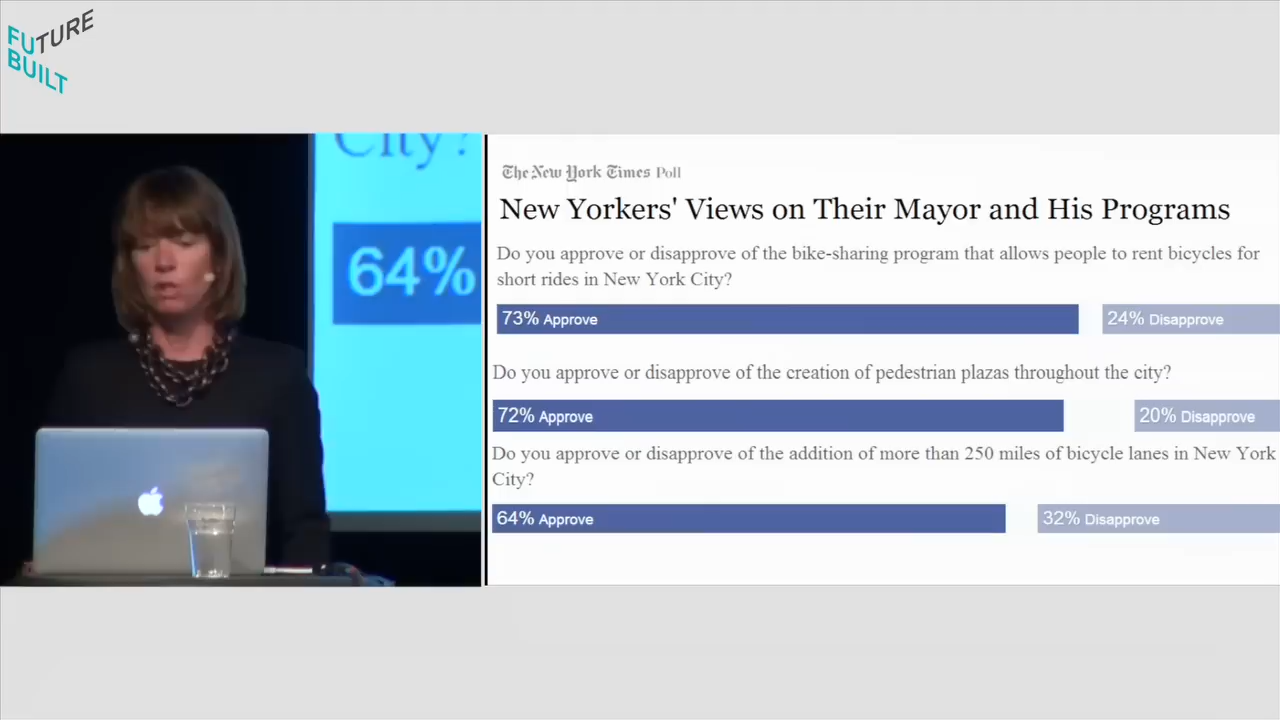 FUTURE
BUILT
City?
64%
The New York Times Poll
New Yorkers' Views on Their Mayor and His Programs
Do you approve or disapprove of the bike-sharing program that allows people to rent bicycles for
short rides in New York City?
73% Approve 24% Disapprove
Do you approve or disapprove of the creation of pedestrian plazas throughout the city?
72% Approve 20% Disapprove
Do you approve or disapprove of the addition of more than 250 miles of bicycle lanes in New York
City?
64% Approve 32% Disapprove